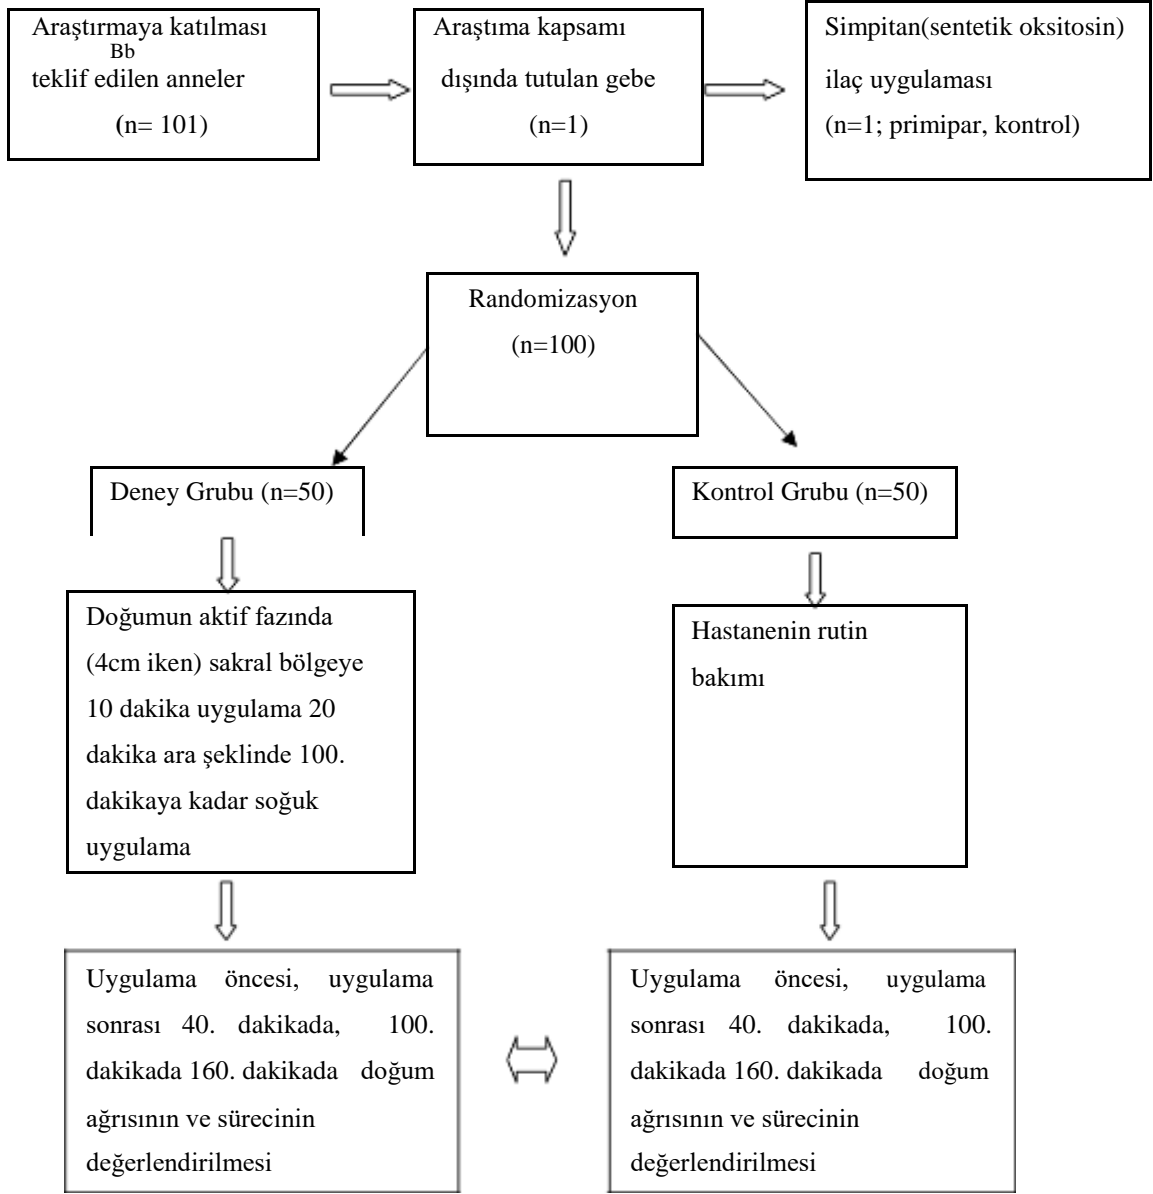 Araştırmaya katılması
Bb
teklif edilen anneler
(n= 101)
Araştıma kapsamı
dışında tutulan gebe
(n=1)
Simpitan(sentetik oksitosin)
ilaç uygulaması
(n=1; primipar, kontrol)
Randomizasyon
(n=100)
Deney Grubu (n=50)
Kontrol Grubu (n=50)
Doğumun aktif fazında
(4cm iken) sakral bölgeye
10 dakika uygulama 20
dakika ara şeklinde 100.
dakikaya kadar soğuk
uygulama
Hastanenin rutin
bakımı
Uygulama öncesi, uygulama
sonrası 40. dakikada, 100.
dakikada 160. dakikada doğum
ağrısının ve sürecinin
değerlendirilmesi
Uygulama öncesi, uygulama
sonrası 40. dakikada, 100.
dakikada 160. dakikada doğum
ağrısının ve sürecinin
değerlendirilmesi